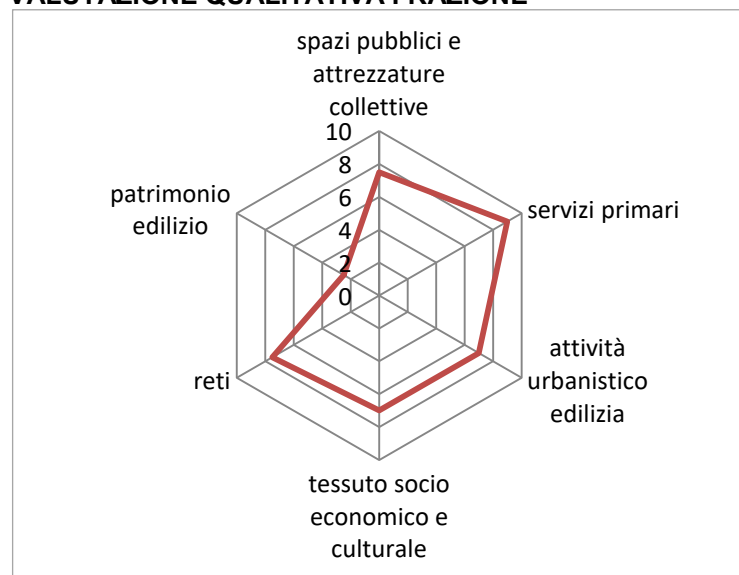 VALUTAZIONE QUALITATIVA FRAZIONE
spazi pubblici e
attrezzature
collettive
10
8
6
4
2
0
servizi primari
attività
urbanistico
edilizia
tessuto socio
economico e
culturale
reti
patrimonio
edilizio